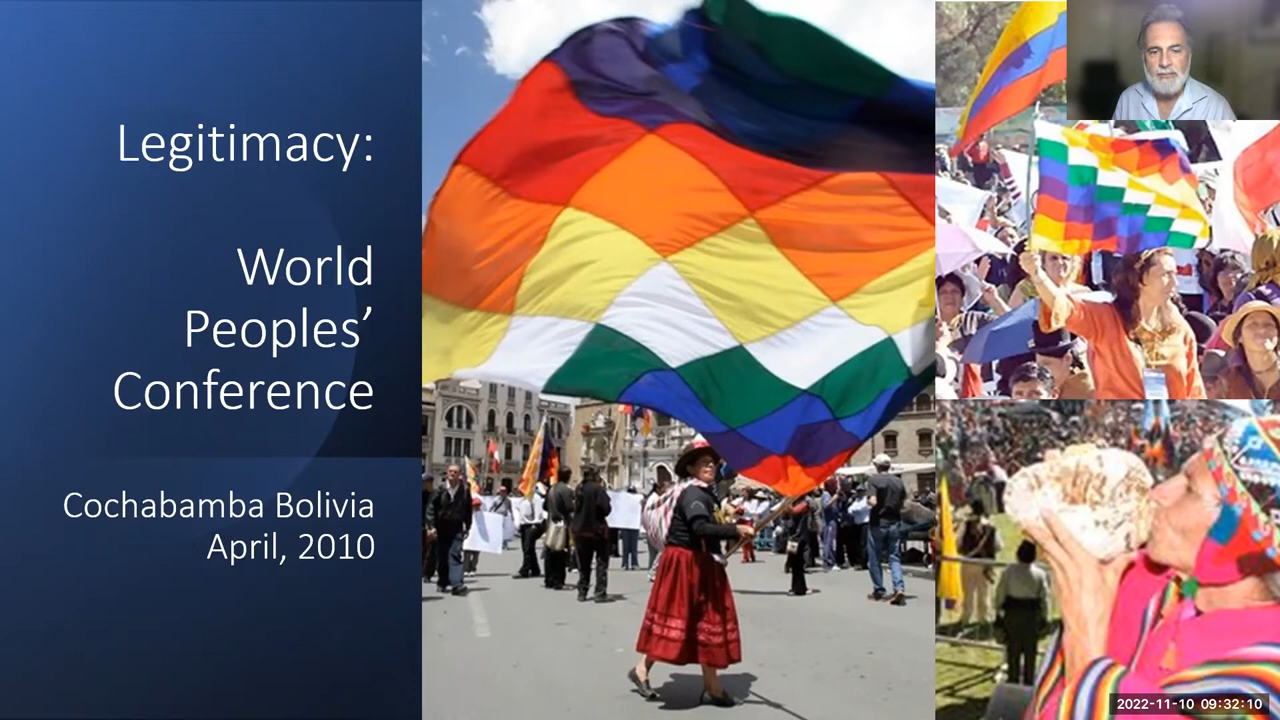 Legitimacy:
World
Peoples’
Conference
Cochabamba Bolivia
April, 2010
2022-11-10 09:32:10